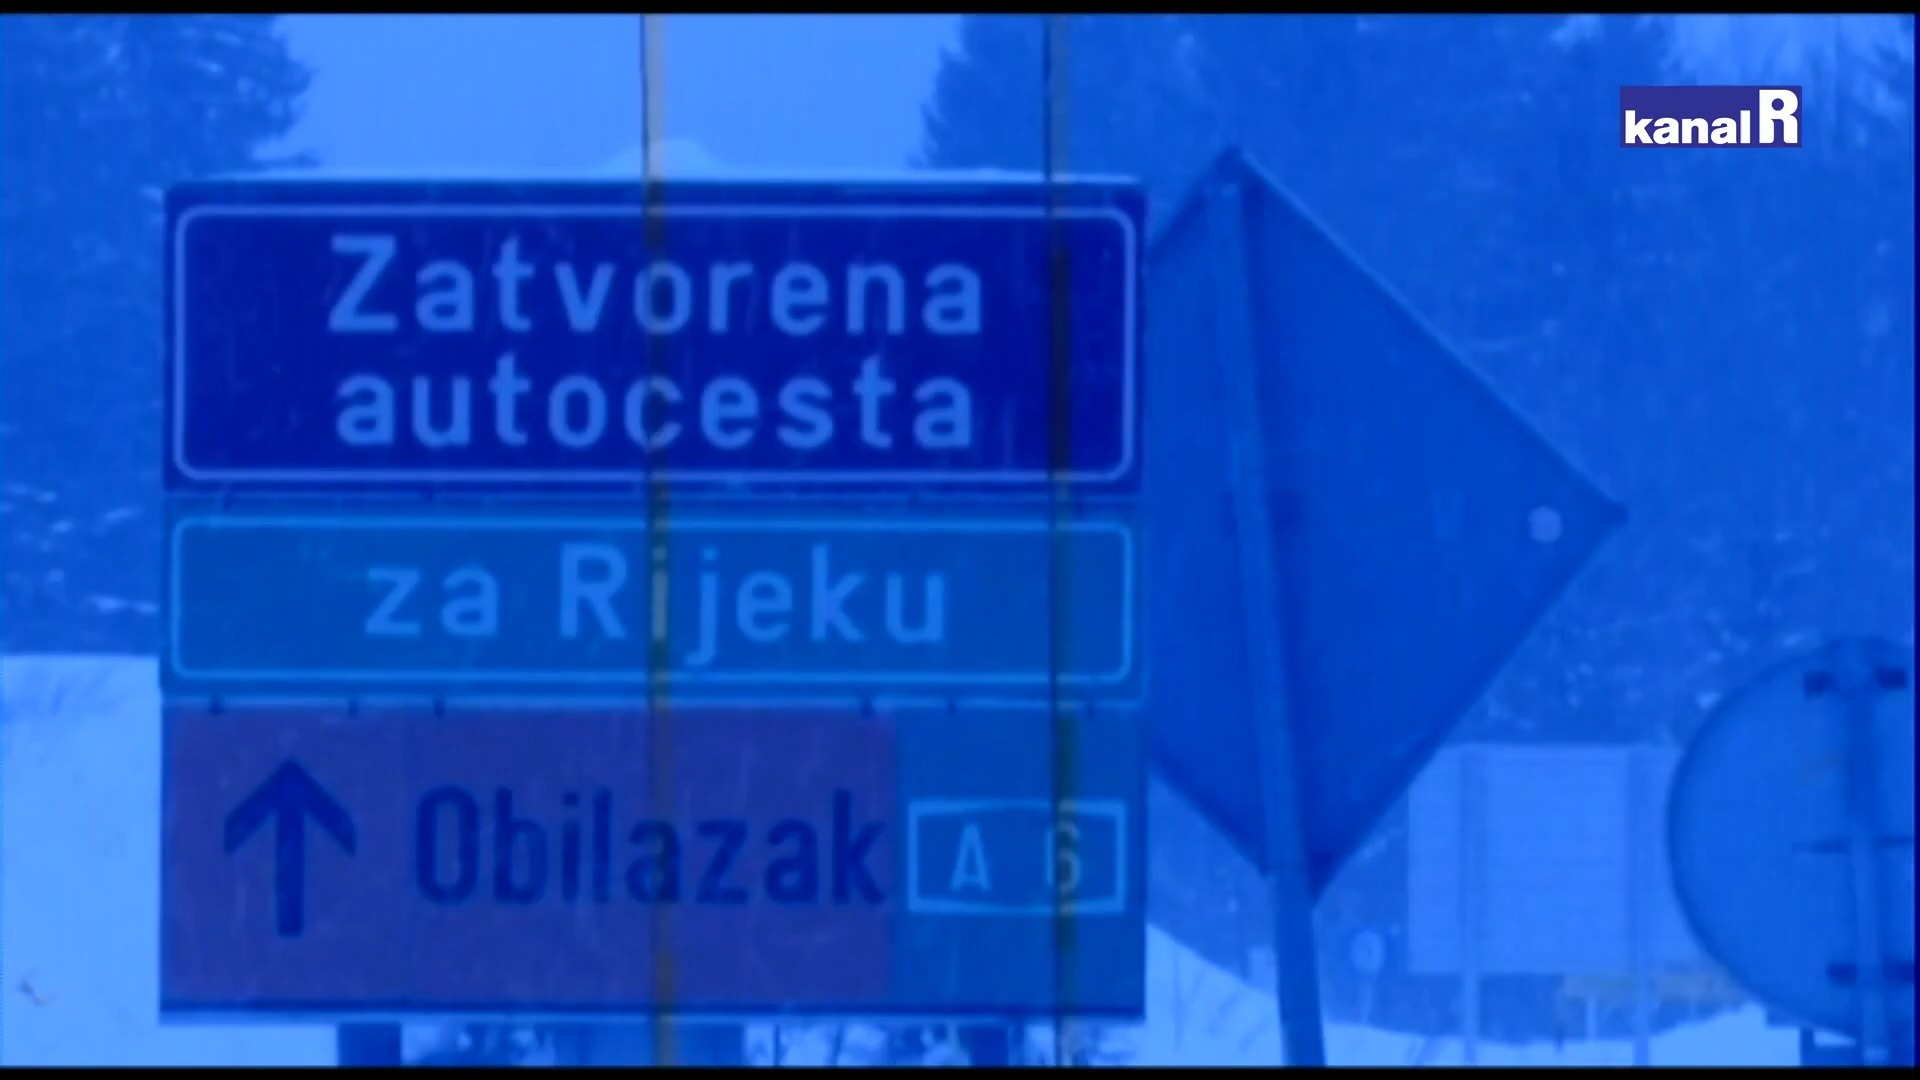 kanal R
Zatvorena
autocesta
za Rijeku
Obilazak A 6